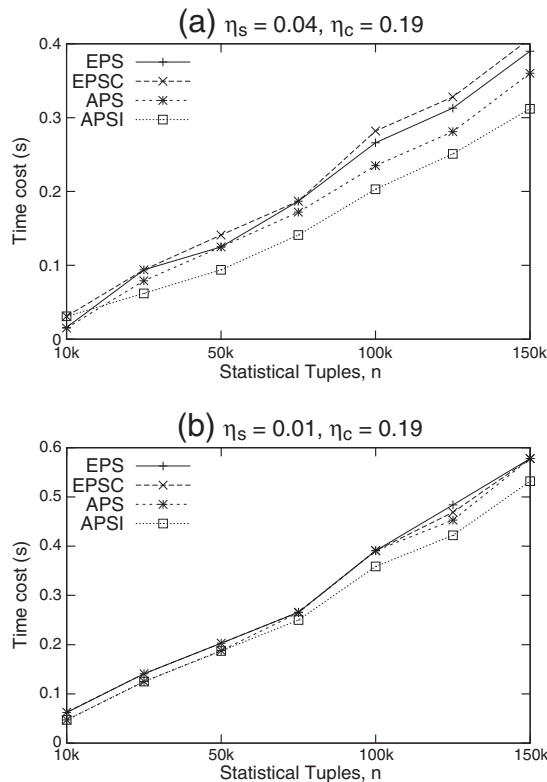 (a) ηs = 0.04, ηc = 0.19
0.4
0.3
0.2
0.1
0
Time cost (s)
EPS
EPSC
APS
APSI
10k 50k 100k 150k
Statistical Tuples, n
(b) ηs = 0.01, ηc = 0.19
0.6
0.5
0.4
0.3
0.2
0.1
0
Time cost (s)
EPS
EPSC
APS
APSI
10k 50k 100k 150k
Statistical Tuples, n